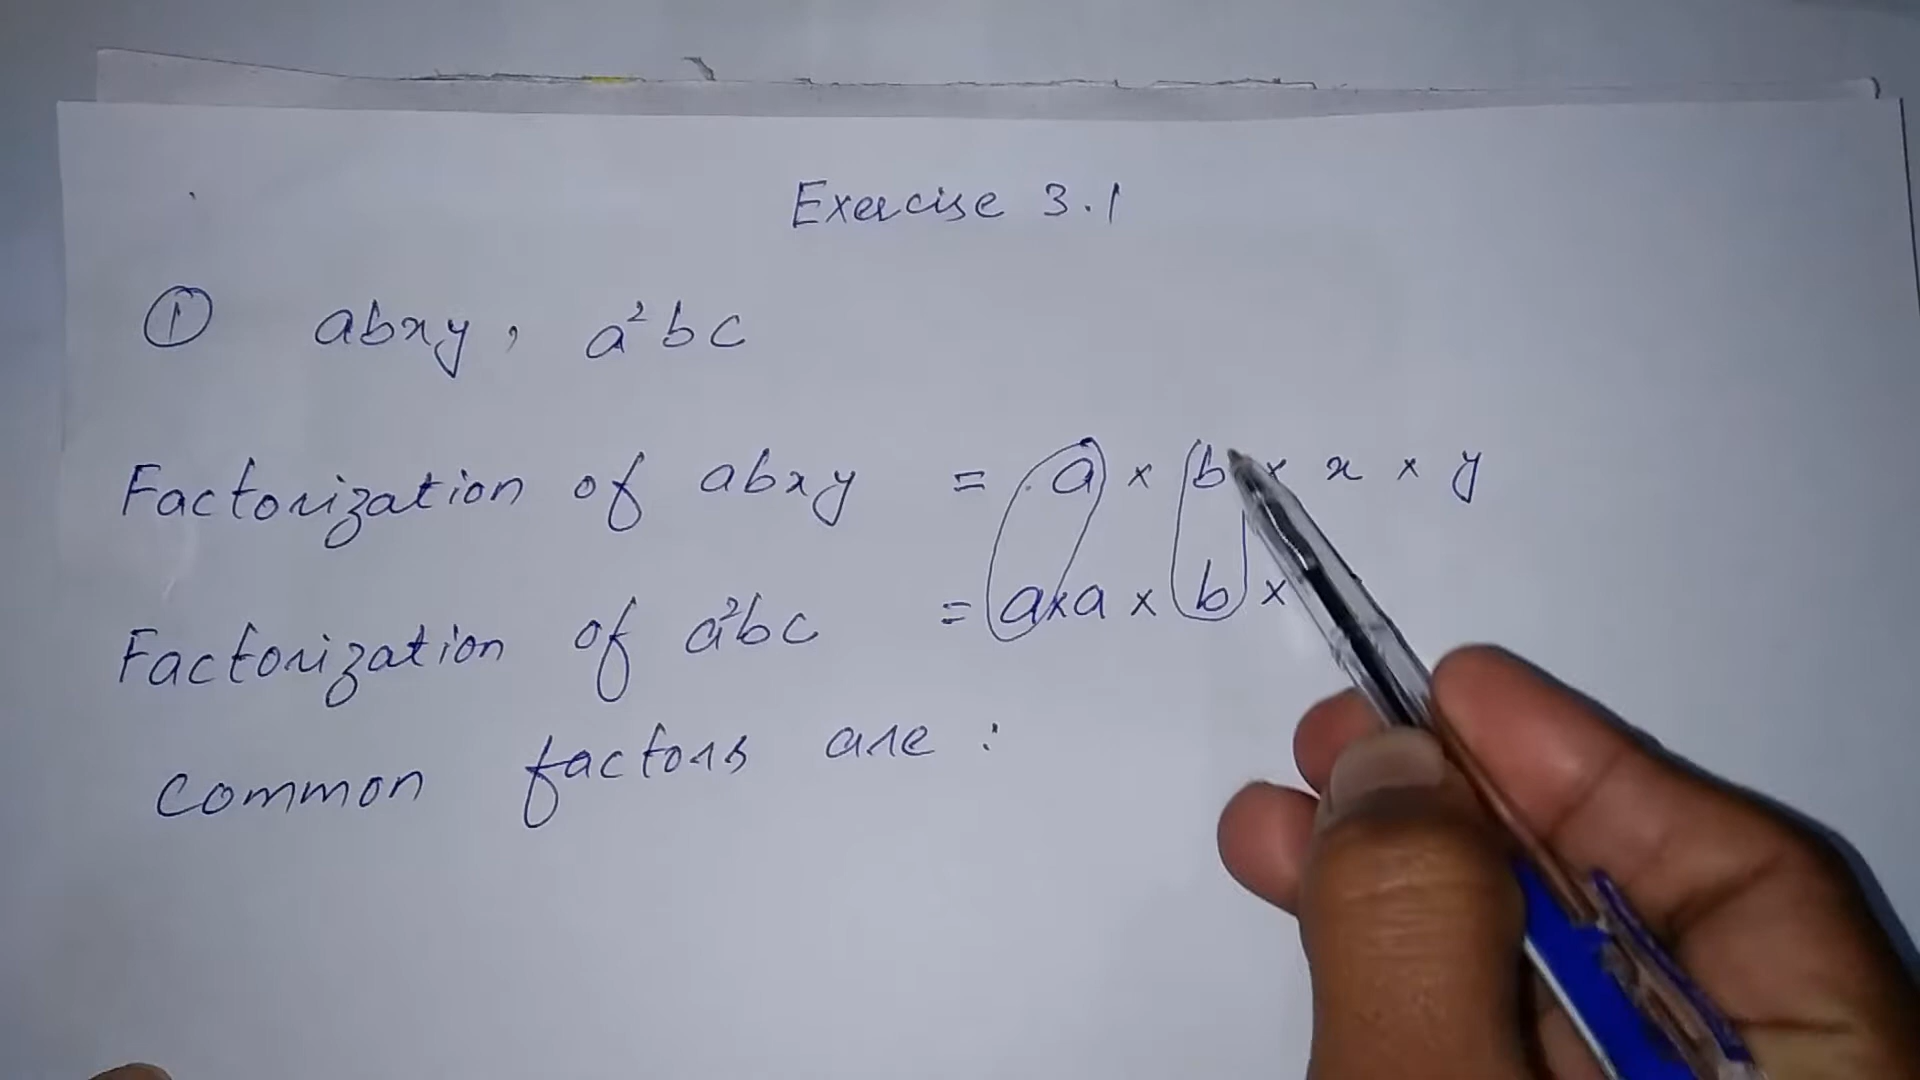 Exercise 3.1
① abxy, a²bc
Factorization of abxy = a × b × x × y
Factorization of a²bc = a×a × b ×
Common factors are :